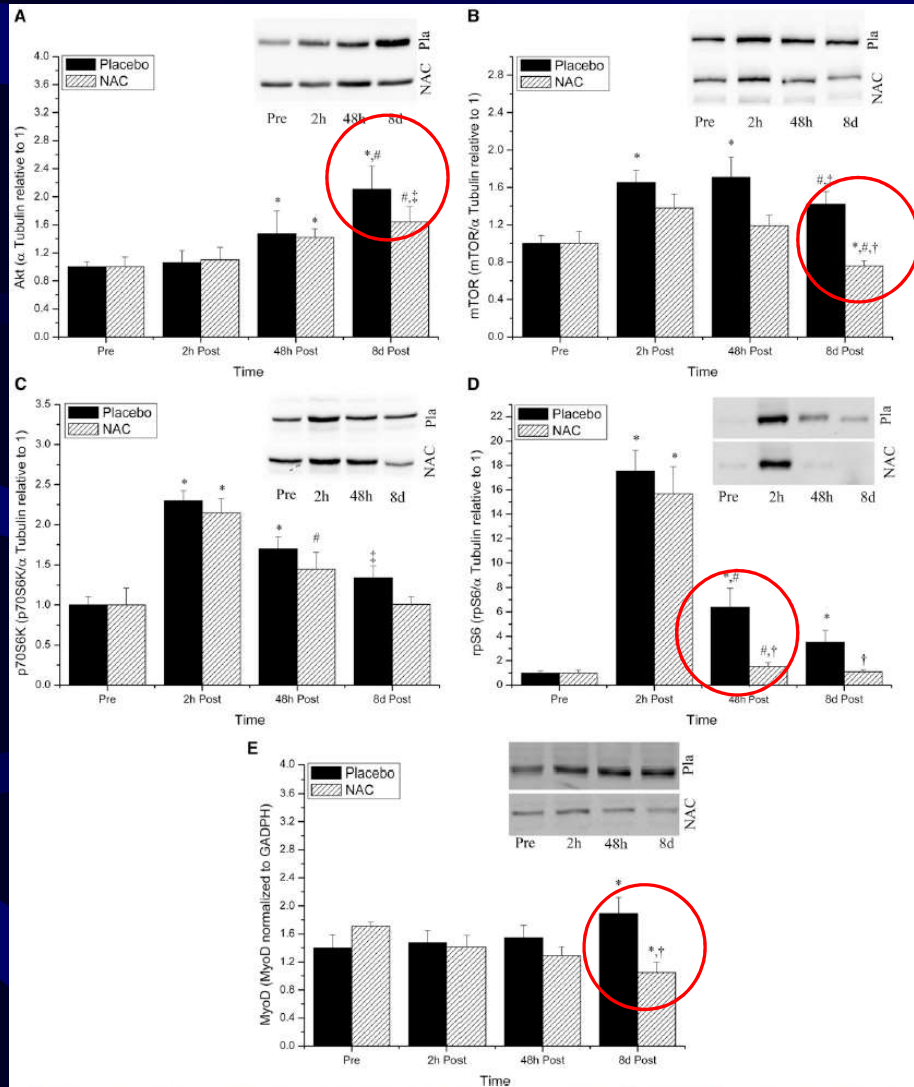 A
Akt (α Tubulin relative to 1)
4.0
3.6
3.2
2.8
2.4
2.0
1.6
1.2
0.8
0.4
0.0
Placebo
NAC
Pla
NAC
Pre 2h 48h 8d
* *
*,#
#,‡
Pre 2h Post 48h Post 8d Post
Time
B
mTOR (mTOR/α Tubulin relative to 1)
2.8
2.4
2.0
1.6
1.2
0.8
0.4
0.0
Placebo
NAC
Pla
NAC
Pre 2h 48h 8d
* *
#,‡
*,#,†
Pre 2h Post 48h Post 8d Post
Time
C
p70S6K (p70S6K/α Tubulin relative to 1)
3.5
3.0
2.5
2.0
1.5
1.0
0.5
0.0
Placebo
NAC
Pla
NAC
Pre 2h 48h 8d
* * * # ‡
Pre 2h Post 48h Post 8d Post
Time
D
rpS6 (rpS6/α Tubulin relative to 1)
22
20
18
16
14
12
10
8
6
4
2
0
Placebo
NAC
Pla
NAC
Pre 2h 48h 8d
* *
*,#
#,†
* †
Pre 2h Post 48h Post 8d Post
Time
E
MyoD (MyoD normalized to GADPH)
4.0
3.6
3.2
2.8
2.4
2.0
1.6
1.2
0.8
0.4
0.0
Placebo
NAC
Pla
NAC
Pre 2h 48h 8d
*
*,†
Pre 2h Post 48h Post 8d Post
Time